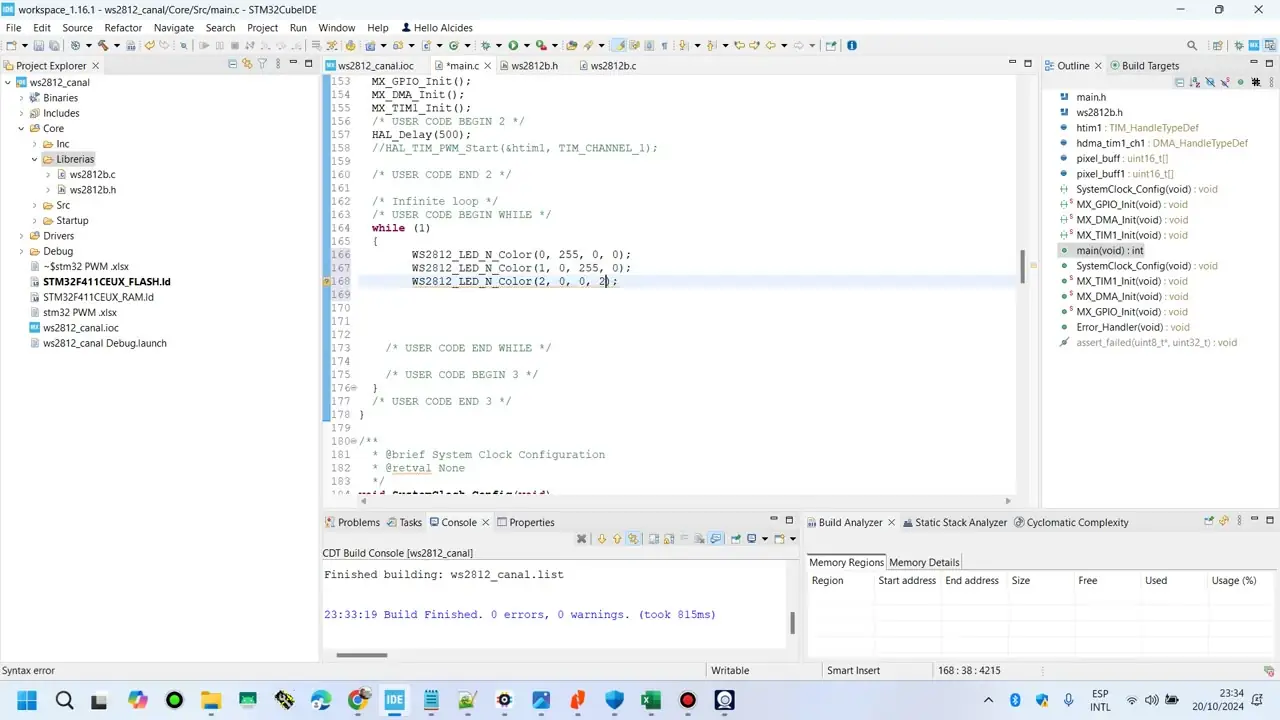 workspace_1.16.1 - ws2812_canal/Core/Src/main.c - STM32CubeIDE
File Edit Source Refactor Navigate Search Project Run Window Help Hello Alcides
Project Explorer
ws2812_canal
Binaries
Includes
Core
Inc
Librerias
ws2812b.c
ws2812b.h
Src
Startup
Drivers
Debug
~$stm32 PWM .xlsx
STM32F411CEUX_FLASH.ld
STM32F411CEUX_RAM.ld
stm32 PWM .xlsx
ws2812_canal.ioc
ws2812_canal Debug.launch
ws2812_canal.ioc *main.c ws2812b.h ws2812b.c
153 MX_GPIO_Init();
154 MX_DMA_Init();
155 MX_TIM1_Init();
156 /* USER CODE BEGIN 2 */
157 HAL_Delay(500);
158 //HAL_TIM_PWM_Start(&htim1, TIM_CHANNEL_1);
159
160 /* USER CODE END 2 */
161
162 /* Infinite loop */
163 /* USER CODE BEGIN WHILE */
164 while (1)
165 {
166 WS2812_LED_N_Color(0, 255, 0, 0);
167 WS2812_LED_N_Color(1, 0, 255, 0);
168 WS2812_LED_N_Color(2, 0, 0, 2);
169
170
171
172
173 /* USER CODE END WHILE */
174
175 /* USER CODE BEGIN 3 */
176 }
177 /* USER CODE END 3 */
178 }
179
180 /**
181 * @brief System Clock Configuration
182 * @retval None
183 */
184 void SystemClock_Config(void)
Outline Build Targets
main.h
ws2812b.h
htim1 : TIM_HandleTypeDef
hdma_tim1_ch1 : DMA_HandleTypeDef
pixel_buff : uint16_t[]
pixel_buff1 : uint16_t[]
SystemClock_Config(void) : void
MX_GPIO_Init(void) : void
MX_DMA_Init(void) : void
MX_TIM1_Init(void) : void
main(void) : int
SystemClock_Config(void) : void
MX_TIM1_Init(void) : void
MX_DMA_Init(void) : void
MX_GPIO_Init(void) : void
Error_Handler(void) : void
assert_failed(uint8_t*, uint32_t) : void
Problems Tasks Console Properties
CDT Build Console [ws2812_canal]
Finished building: ws2812_canal.list
23:33:19 Build Finished. 0 errors, 0 warnings. (took 815ms)
Build Analyzer Static Stack Analyzer Cyclomatic Complexity
Memory Regions Memory Details
Region Start address End address Size Free Used Usage (%)
Syntax error Writable Smart Insert 168 : 38 : 4215
IDE
ESP
INTL
23:34
20/10/2024